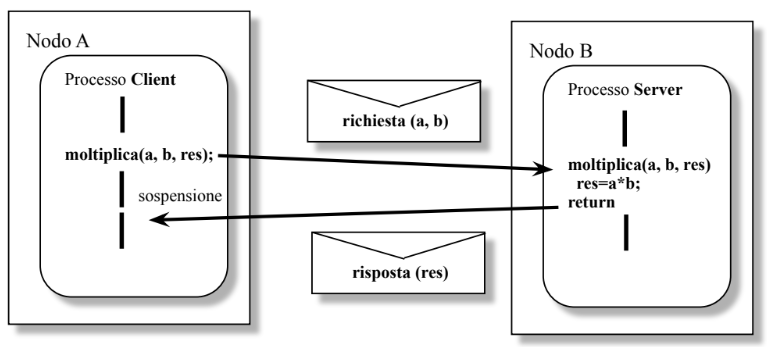 Nodo A
Processo Client
moltiplica(a, b, res);
sospensione
richiesta (a, b)
risposta (res)
Nodo B
Processo Server
moltiplica(a, b, res)
res=a*b;
return